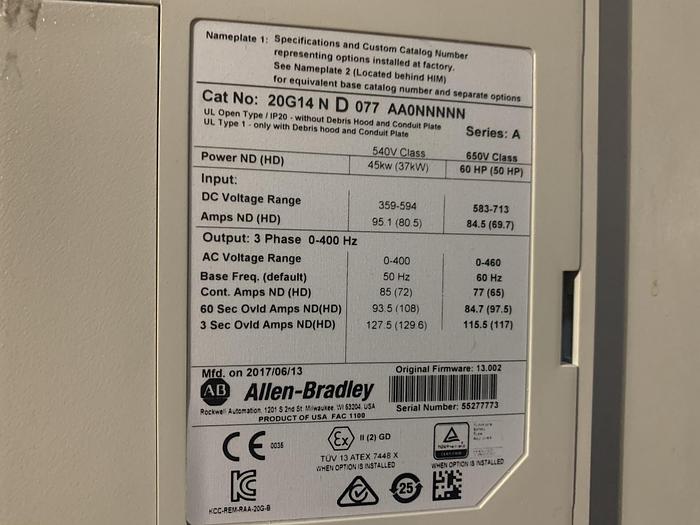 Nameplate 1: Specifications and Custom Catalog Number
representing options installed at factory.
See Nameplate 2 (Located behind HIM)
for equivalent base catalog number and separate options
Cat No: 20G14 N D 077 AA0NNNNN
UL Open Type / IP20 - without Debris Hood and Conduit Plate
UL Type 1 - only with Debris hood and Conduit Plate
Series: A
540V Class 650V Class
Power ND (HD) 45kw (37kW) 60 HP (50 HP)
Input:
DC Voltage Range 359-594 583-713
Amps ND (HD) 95.1 (80.5) 84.5 (69.7)
Output: 3 Phase 0-400 Hz
AC Voltage Range 0-400 0-460
Base Freq. (default) 50 Hz 60 Hz
Cont. Amps ND (HD) 85 (72) 77 (65)
60 Sec Ovld Amps ND(HD) 93.5 (108) 84.7 (97.5)
3 Sec Ovld Amps ND(HD) 127.5 (129.6) 115.5 (117)
Mfd. on 2017/06/13 Original Firmware: 13.002
AB Allen-Bradley
Rockwell Automation, 1201 S 2nd St. Milwaukee, WI 53204, USA
PRODUCT OF USA FAC 1100
Serial Number: 55277773
CE 0035
Ex II (2) GD
TÜV 13 ATEX 7448 X
WHEN OPTION IS INSTALLED
WHEN OPTION IS INSTALLED
25
KCC-REM-RAA-20G-B